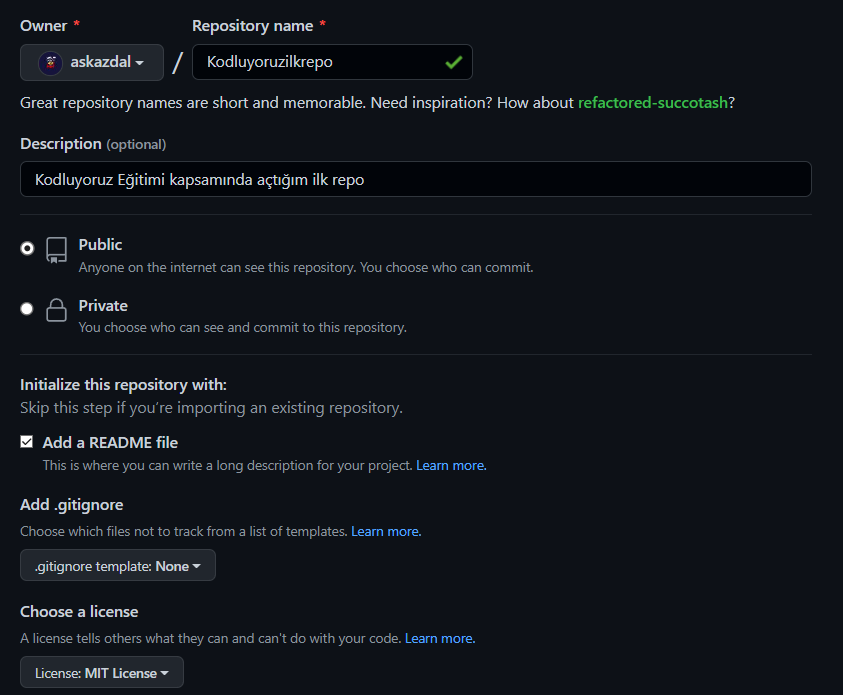 Owner * Repository name *
askazdal / Kodluyoruzilkrepo
Great repository names are short and memorable. Need inspiration? How about refactored-succotash?
Description (optional)
Kodluyoruz Eğitimi kapsamında açtığım ilk repo
Public
Anyone on the internet can see this repository. You choose who can commit.
Private
You choose who can see and commit to this repository.
Initialize this repository with:
Skip this step if you're importing an existing repository.
Add a README file
This is where you can write a long description for your project. Learn more.
Add .gitignore
Choose which files not to track from a list of templates. Learn more.
.gitignore template: None
Choose a license
A license tells others what they can and can't do with your code. Learn more.
License: MIT License